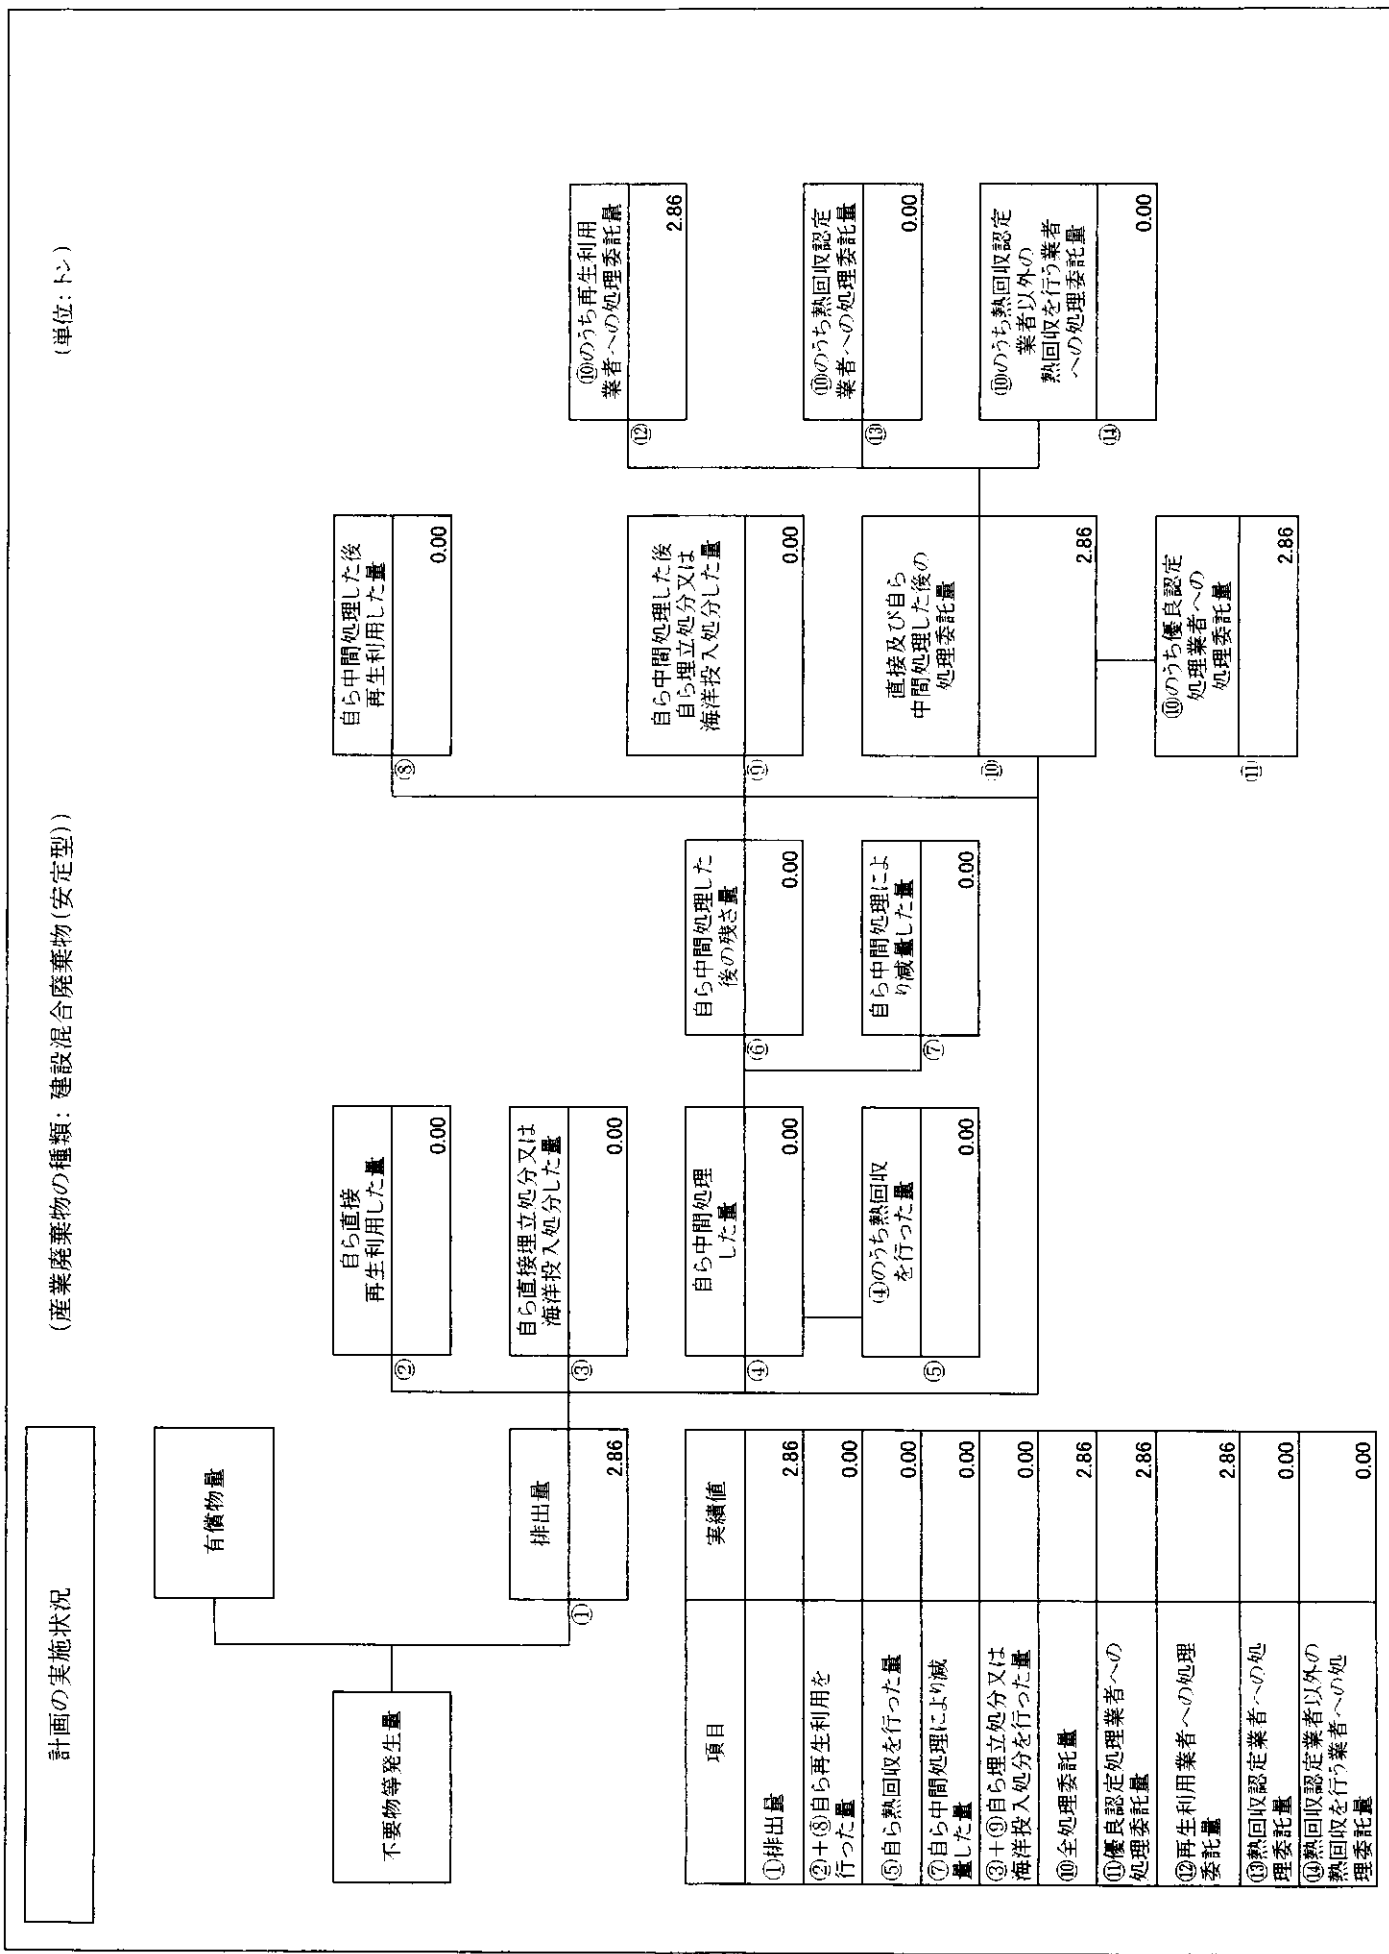 計画の実施状況
(産業廃棄物の種類: 建設混合廃棄物(安定型))
(単位: トン)
不要物等発生量
有償物量
①
排出量
2.86
②
自ら直接
再生利用した量
0.00
③
自ら直接埋立処分又は
海洋投入処分した量
0.00
④
自ら中間処理
した量
0.00
⑤
④のうち熱回収
を行った量
0.00
⑥
自ら中間処理した
後の残さ量
0.00
⑦
自ら中間処理によ
り減量した量
0.00
⑧
自ら中間処理した後
再生利用した量
0.00
⑨
自ら中間処理した後
自ら埋立処分又は
海洋投入処分した量
0.00
⑩
直接及び自ら
中間処理した後の
処理委託量
2.86
⑪
⑩のうち優良認定
処理業者への
処理委託量
2.86
⑫
⑩のうち再生利用
業者への処理委託量
2.86
⑬
⑩のうち熱回収認定
業者への処理委託量
0.00
⑭
⑩のうち熱回収認定
業者以外の
熱回収を行う業者
への処理委託量
0.00
項目 実績値
①排出量 2.86
②+⑧自ら再生利用を
行った量 0.00
⑤自ら熱回収を行った量 0.00
⑦自ら中間処理により減
量した量 0.00
③+⑨自ら埋立処分又は
海洋投入処分を行った量 0.00
⑩全処理委託量 2.86
⑪優良認定処理業者への
処理委託量 2.86
⑫再生利用業者への処理
委託量 2.86
⑬熱回収認定業者への処
理委託量 0.00
⑭熱回収認定業者以外の
熱回収を行う業者への処
理委託量 0.00